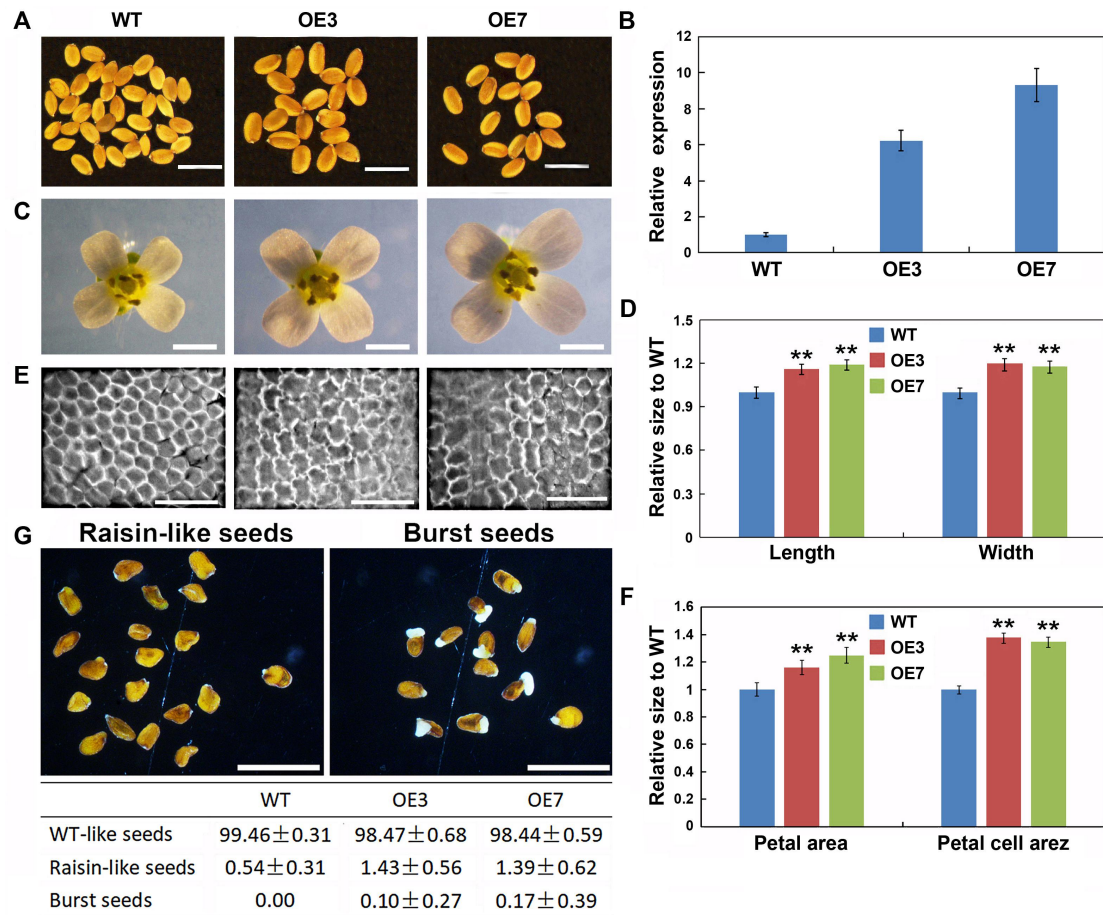 A WT OE3 OE7
B
12
10
8
6
4
2
0
Relative expression
WT OE3 OE7
C
D
1.5
1.2
0.9
0.6
0.3
0
Relative size to WT
WT
OE3
OE7
** ** ** **
Length Width
E
F
1.6
1.4
1.2
1
0.8
0.6
0.4
0.2
0
Relative size to WT
WT
OE3
OE7
** ** ** **
Petal area Petal cell arez
G Raisin-like seeds Burst seeds
WT OE3 OE7
WT-like seeds 99.46±0.31 98.47±0.68 98.44±0.59
Raisin-like seeds 0.54±0.31 1.43±0.56 1.39±0.62
Burst seeds 0.00 0.10±0.27 0.17±0.39